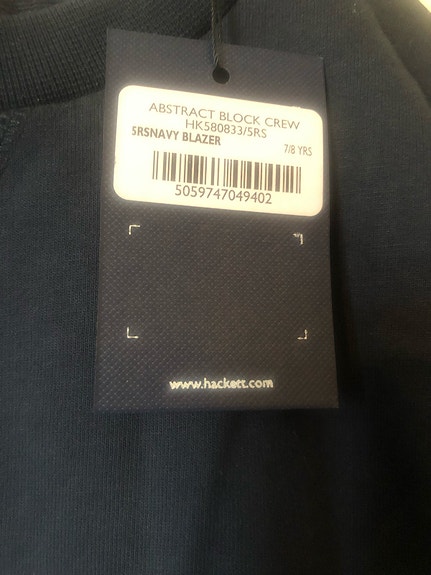 ABSTRACT BLOCK CREW
HK580833/5RS
5RSNAVY BLAZER
7/8 YRS
5059747049402
www.hackett.com